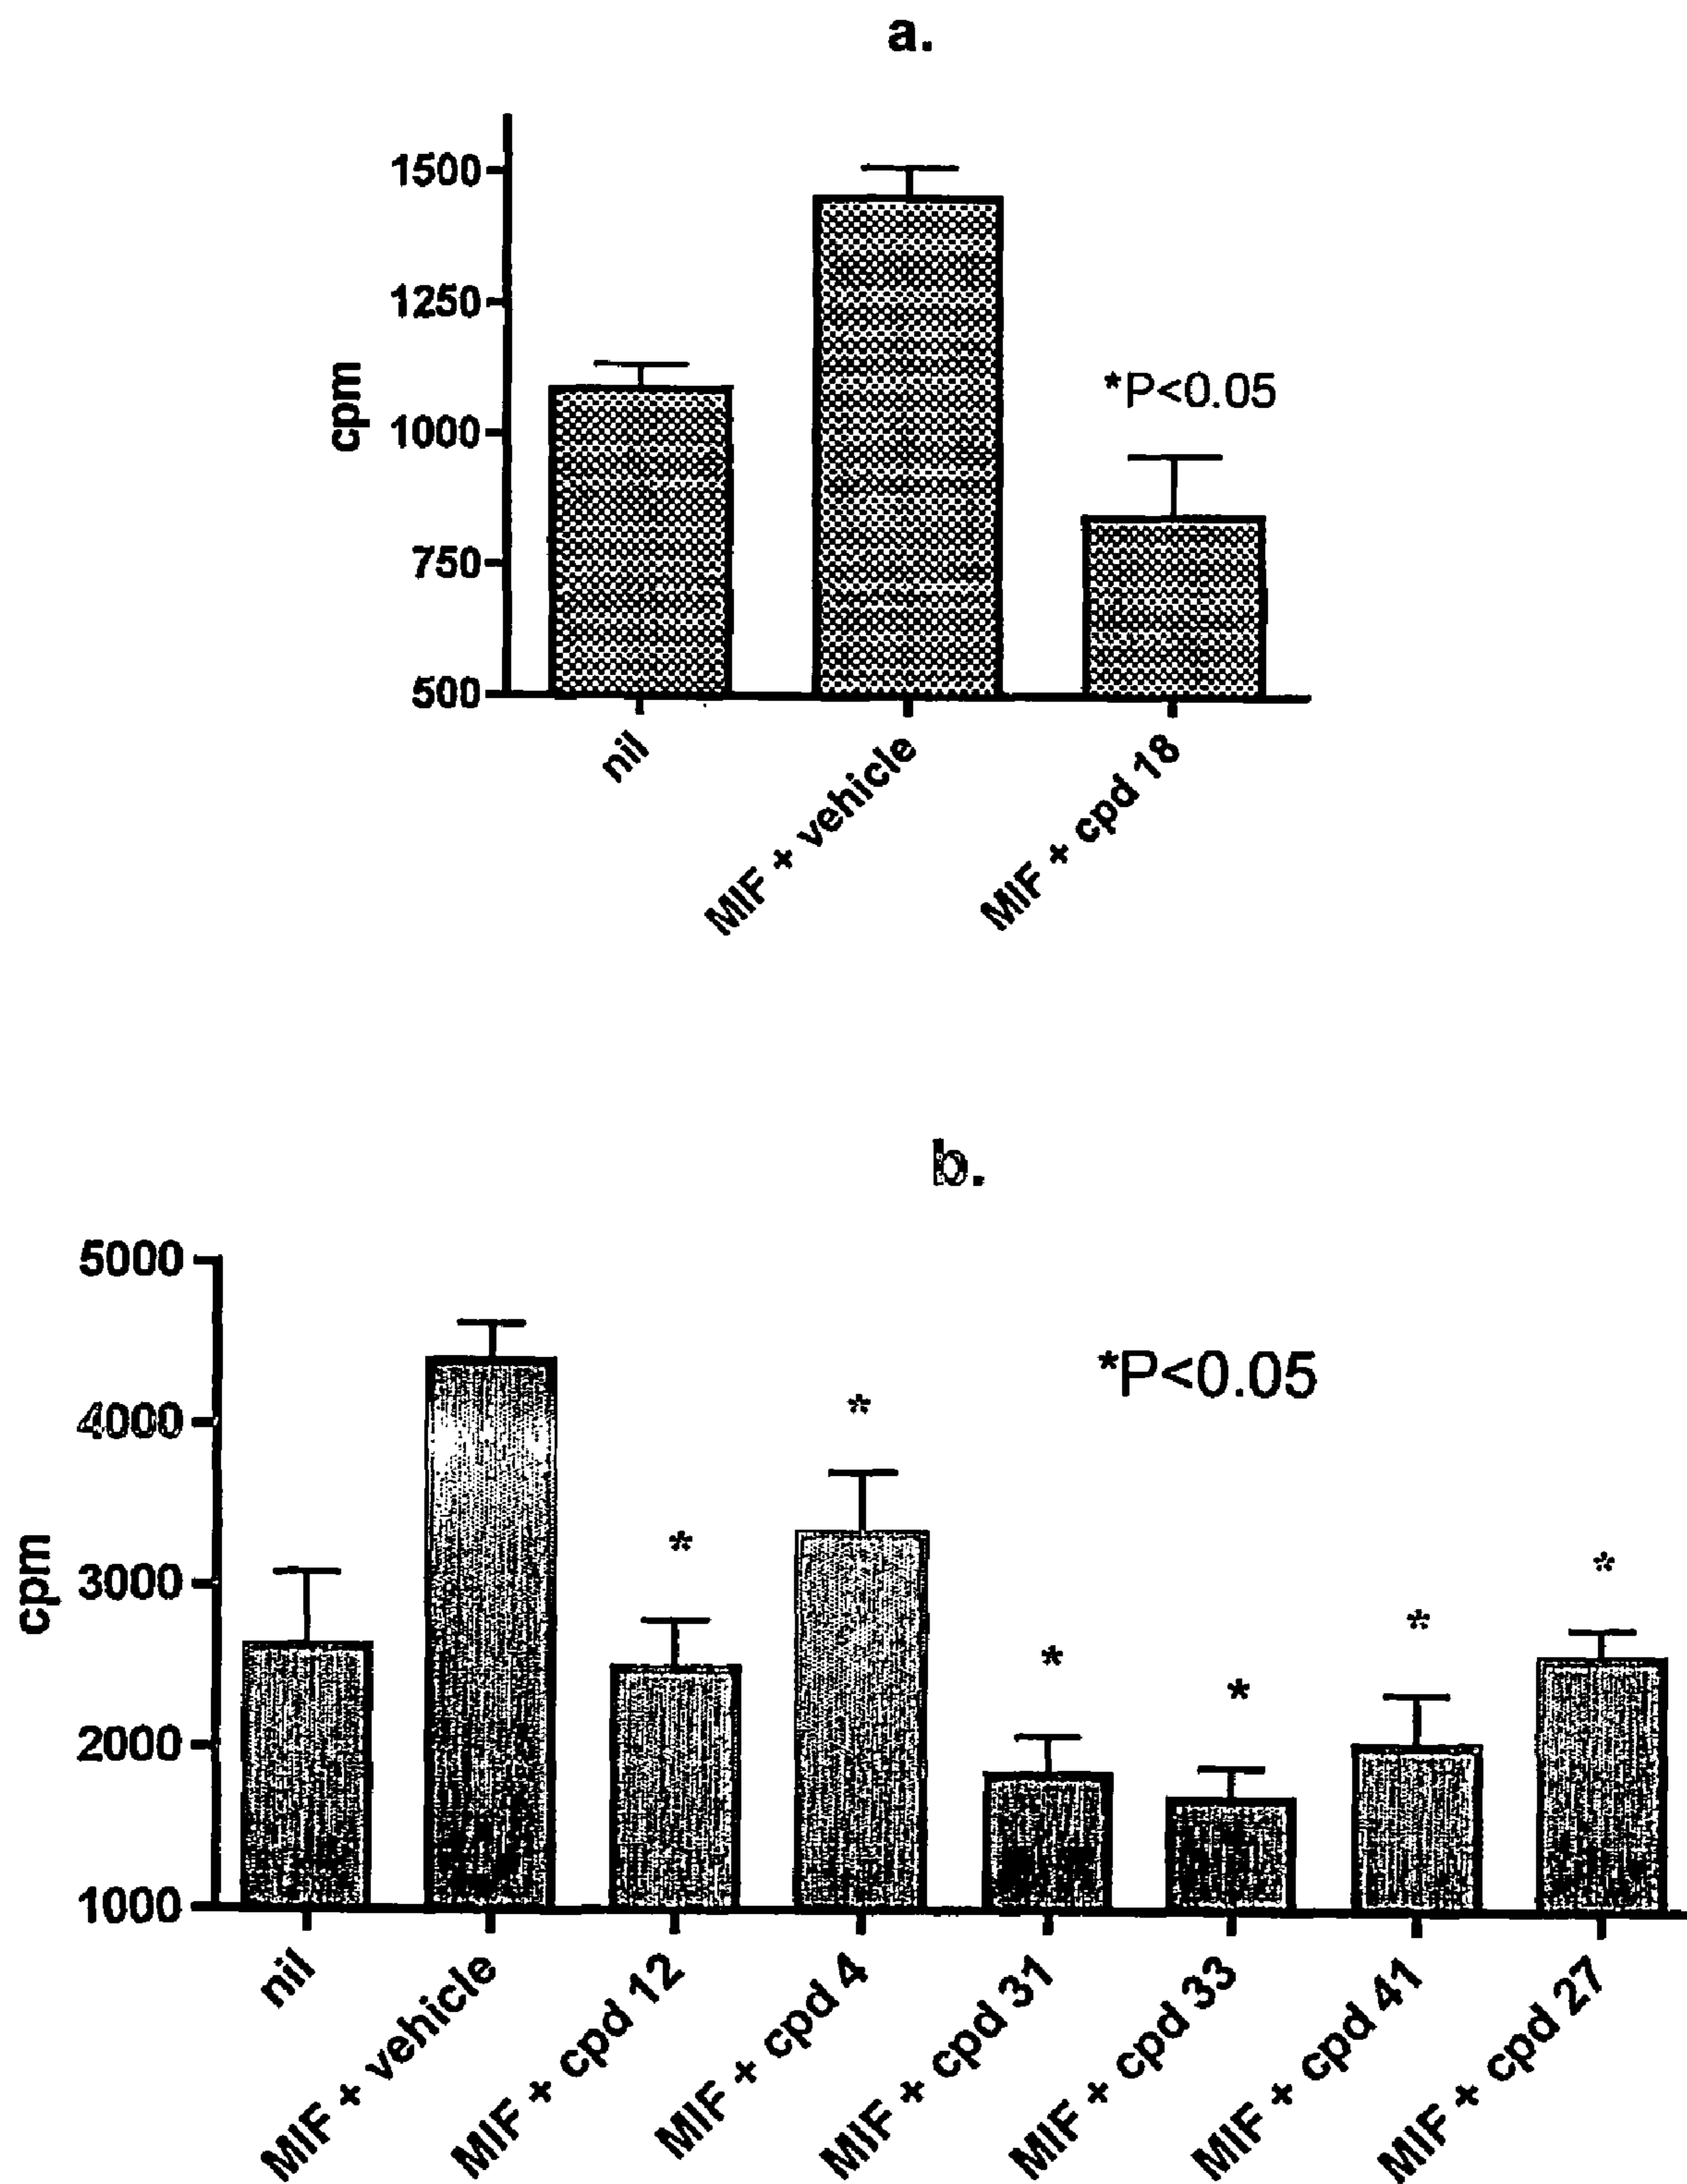 a.
1500
1250
1000
750
500
cpm
*P<0.05
nil
MIF + vehicle
MIF + cpd 18
b.
5000
4000
3000
2000
1000
cpm
*P<0.05
*
*
*
*
*
*
nil
MIF + vehicle
MIF + cpd 12
MIF + cpd 4
MIF + cpd 31
MIF + cpd 33
MIF + cpd 41
MIF + cpd 27